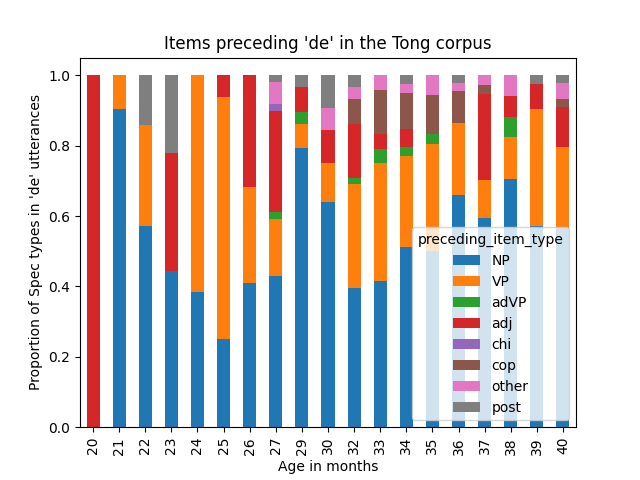 Items preceding 'de' in the Tong corpus
Proportion of Spec types in 'de' utterances
1.0
0.8
0.6
0.4
0.2
0.0
preceding_item_type
NP
VP
adVP
adj
chi
cop
other
post
20 21 22 23 24 25 26 27 29 30 32 33 34 35 36 37 38 39 40
Age in months